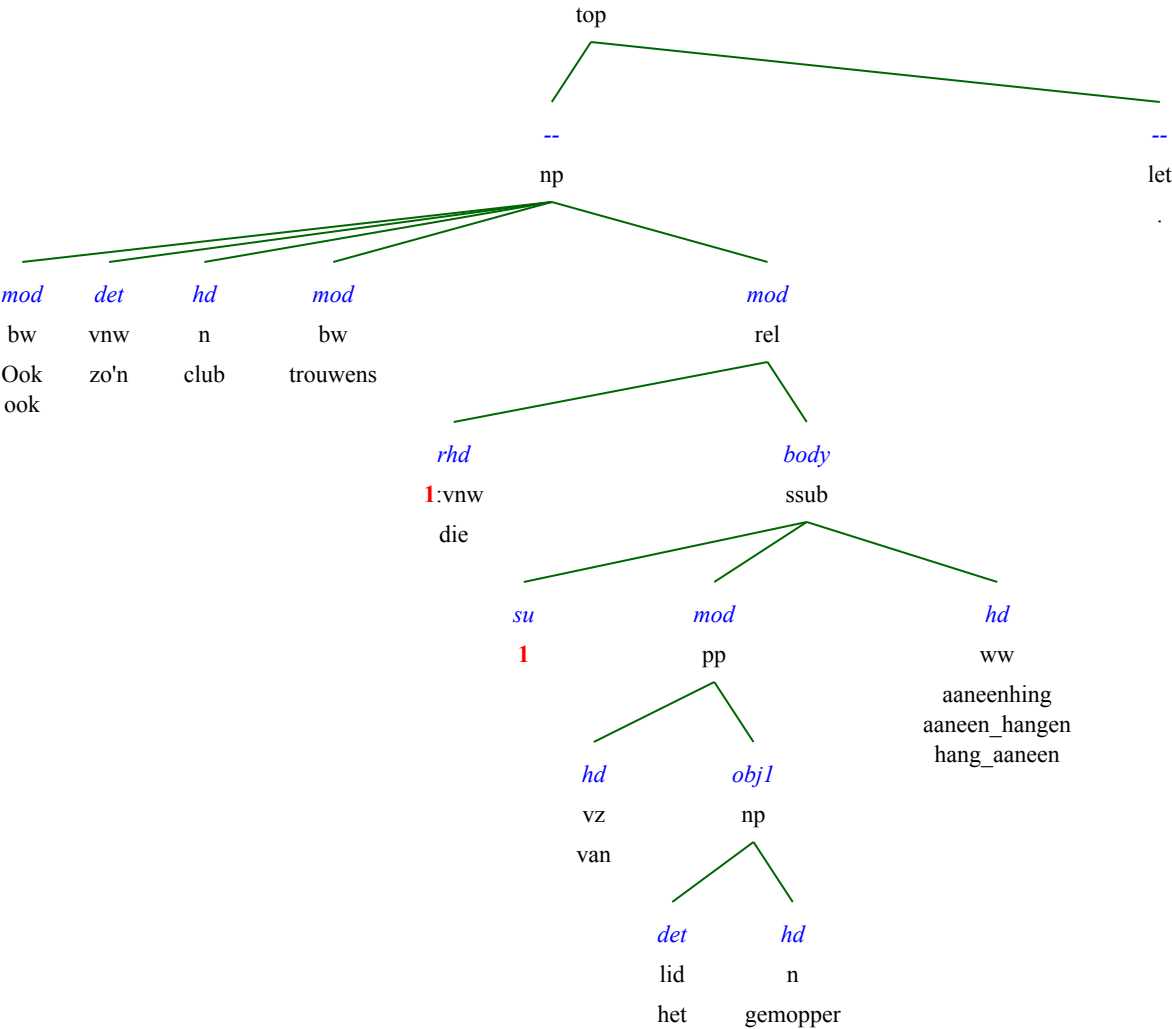 top
-- --
np let
.
mod det hd mod mod
bw vnw n bw rel
Ook zo'n club trouwens
ook
rhd body
1:vnw ssub
die
su mod hd
1 pp ww
aaneenhing
aaneen_hangen
hang_aaneen
hd obj1
vz np
van
det hd
lid n
het gemopper